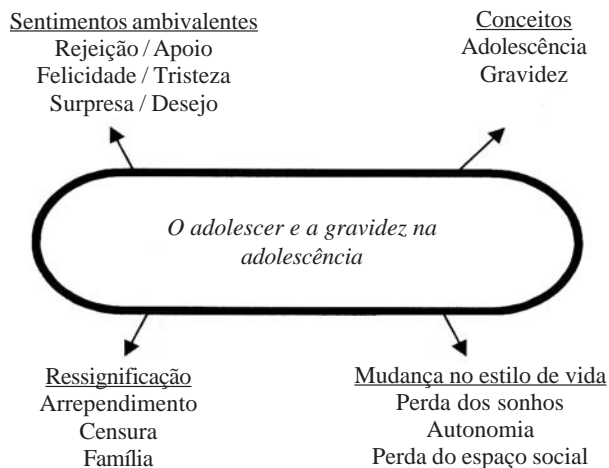 Sentimentos ambivalentes
Rejeição / Apoio
Felicidade / Tristeza
Surpresa / Desejo
Conceitos
Adolescência
Gravidez
O adolescer e a gravidez na
adolescência
Ressignificação
Arrependimento
Censura
Família
Mudança no estilo de vida
Perda dos sonhos
Autonomia
Perda do espaço social